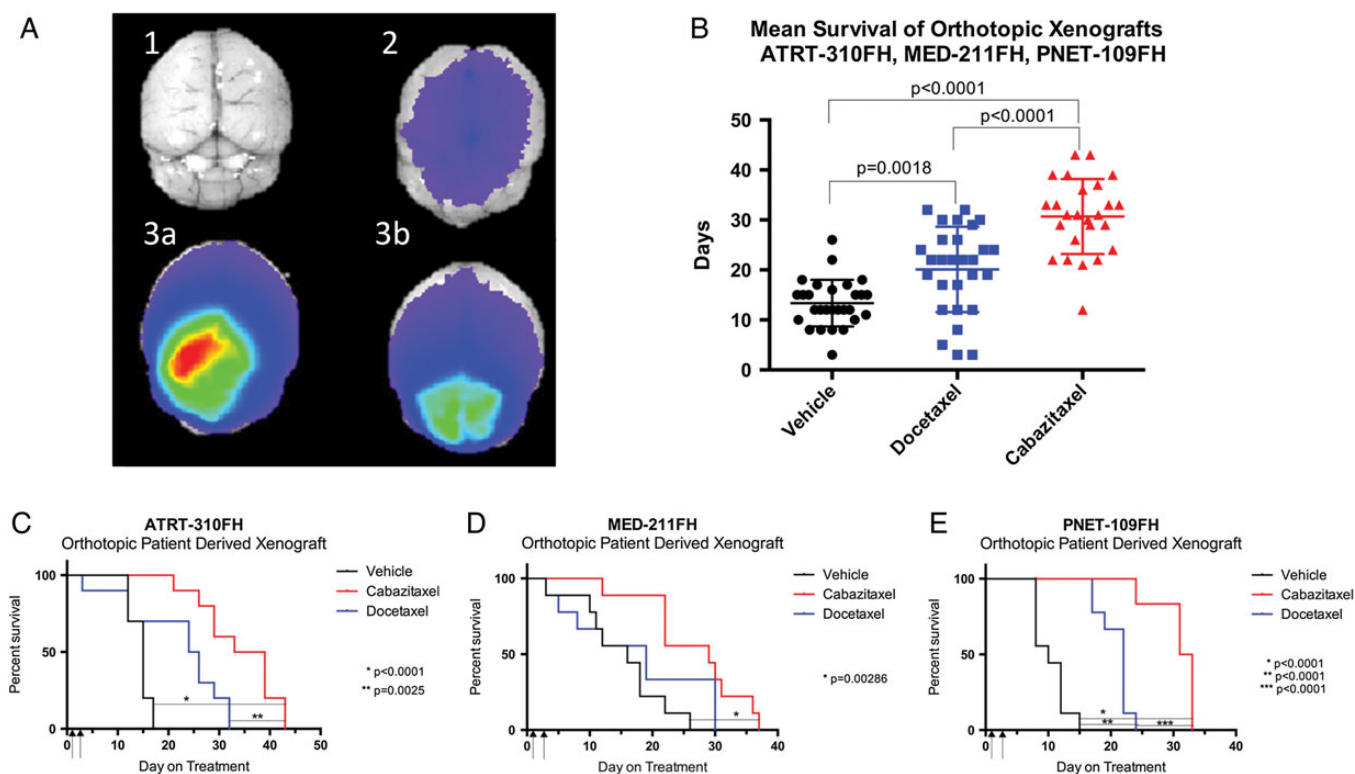 A
1
2
3a
3b
B
Mean Survival of Orthotopic Xenografts
ATRT-310FH, MED-211FH, PNET-109FH
p<0.0001
p<0.0001
p=0.0018
50
40
30
20
10
0
Days
Vehicle
Docetaxel
Cabazitaxel
C
ATRT-310FH
Orthotopic Patient Derived Xenograft
Vehicle
Cabazitaxel
Docetaxel
* p<0.0001
** p=0.0025
Percent survival
100
50
0
*
**
0 10 20 30 40 50
Day on Treatment
D
MED-211FH
Orthotopic Patient Derived Xenograft
Vehicle
Cabazitaxel
Docetaxel
* p=0.00286
Percent survival
100
50
0
*
0 10 20 30 40
Day on Treatment
E
PNET-109FH
Orthotopic Patient Derived Xenograft
Vehicle
Cabazitaxel
Docetaxel
* p<0.0001
** p<0.0001
*** p<0.0001
Percent survival
100
50
0
*
** ***
0 10 20 30 40
Day on Treatment